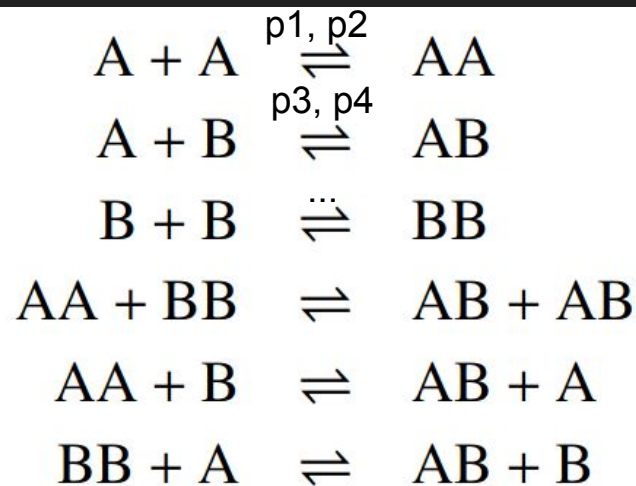 p1, p2
A + A ⇌ AA
p3, p4
A + B ⇌ AB
...
B + B ⇌ BB
AA + BB ⇌ AB + AB
AA + B ⇌ AB + A
BB + A ⇌ AB + B